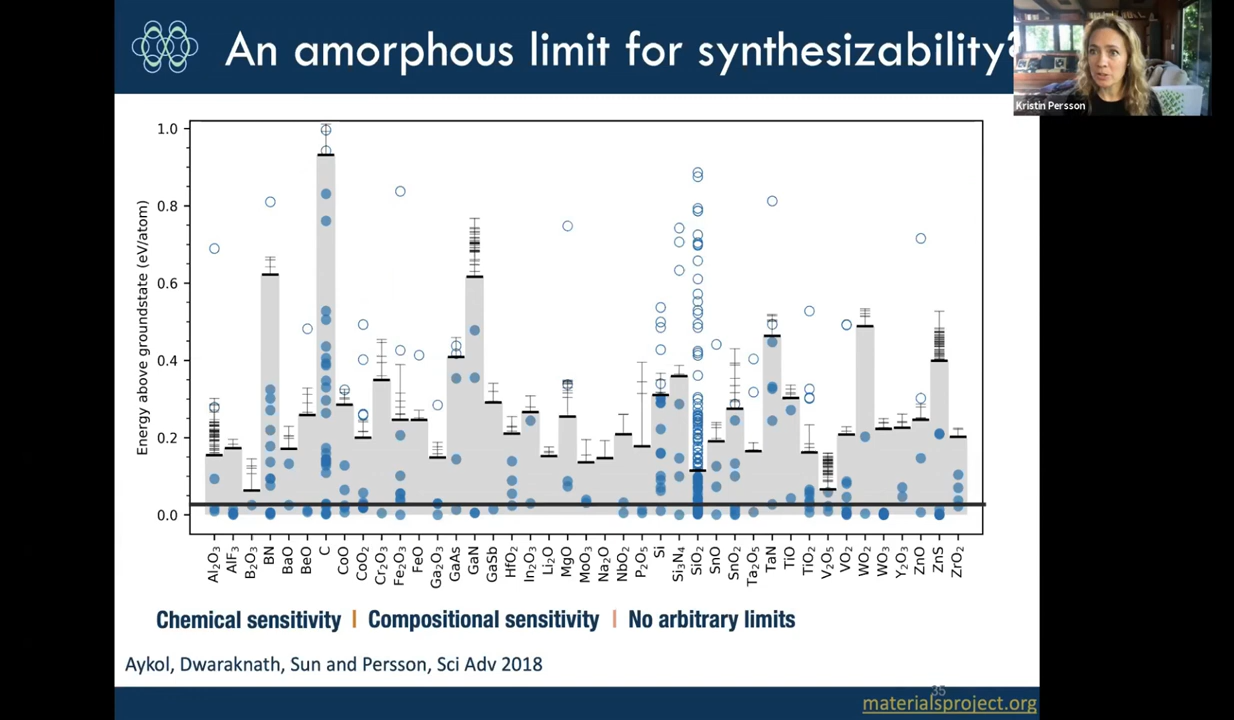 An amorphous limit for synthesizability?
Kristin Persson
Energy above groundstate (eV/atom)
1.0
0.8
0.6
0.4
0.2
0.0
Al₂O₃
AlF₃
B₂O₃
BN
BaO
BeO
C
CoO
CoO₂
Cr₂O₃
Fe₂O₃
FeO
Ga₂O₃
GaAs
GaN
GaSb
HfO₂
In₂O₃
Li₂O
MgO
MoO₃
Na₂O
NbO₂
P₂O₅
Si
Si₃N₄
SiO₂
SnO
SnO₂
Ta₂O₅
TaN
TiO
TiO₂
V₂O₅
VO₂
WO₂
WO₃
Y₂O₃
ZnO
ZnS
ZrO₂
Chemical sensitivity | Compositional sensitivity | No arbitrary limits
Aykol, Dwaraknath, Sun and Persson, Sci Adv 2018
35
materialsproject.org